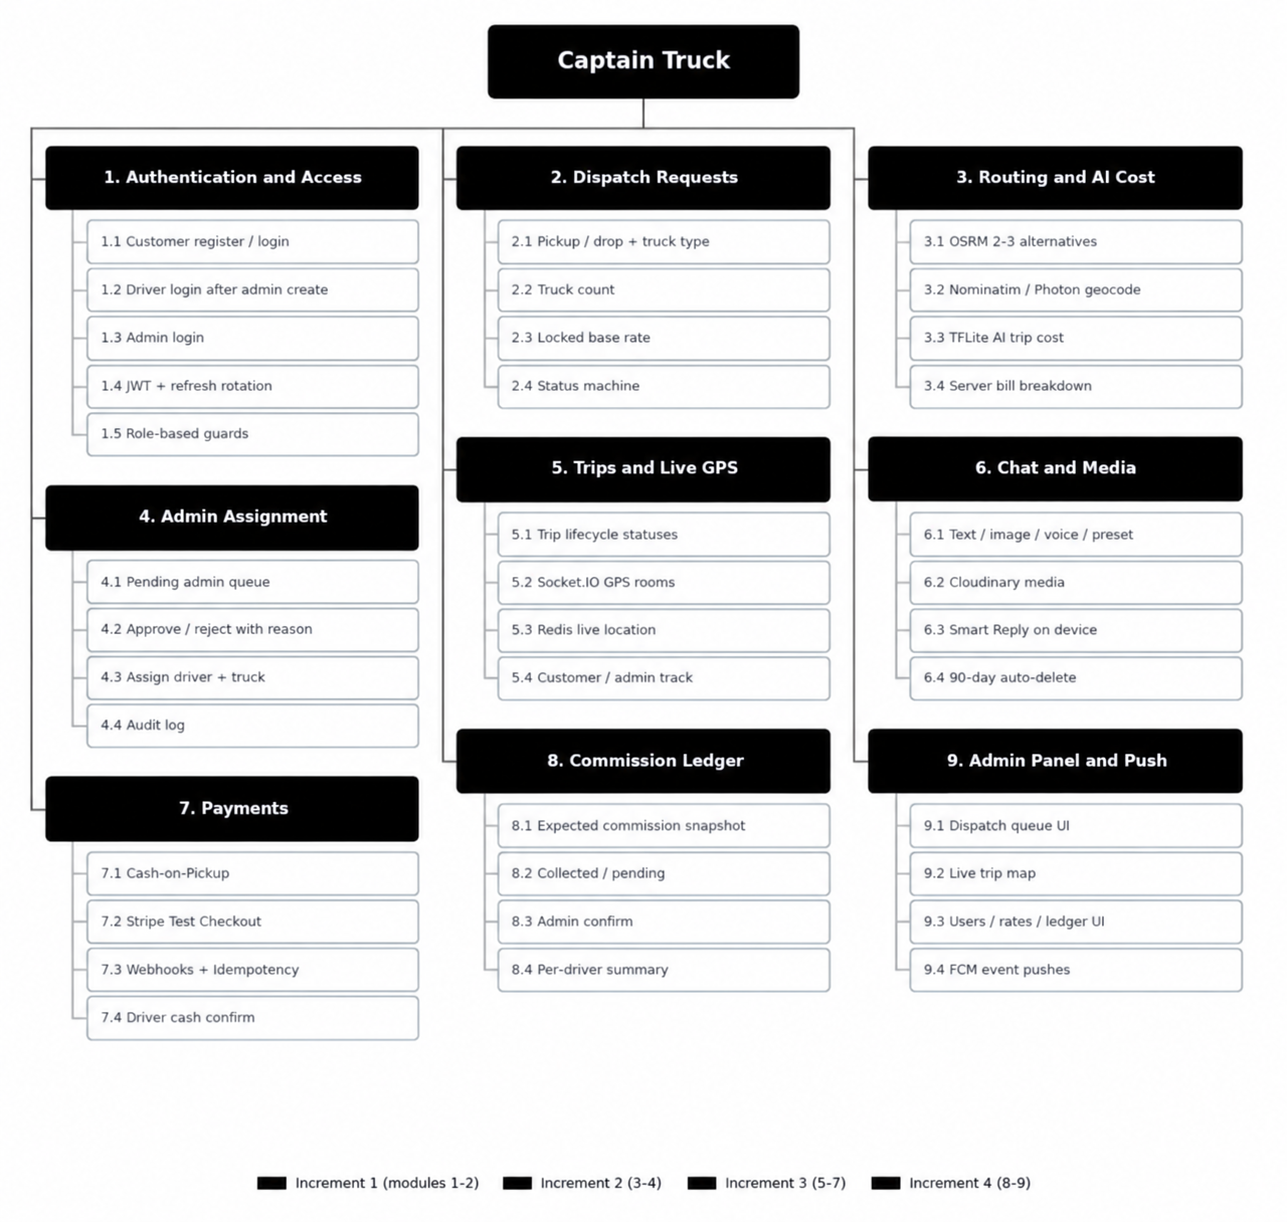 Captain Truck
1. Authentication and Access
1.1 Customer register / login
1.2 Driver login after admin create
1.3 Admin login
1.4 JWT + refresh rotation
1.5 Role-based guards
2. Dispatch Requests
2.1 Pickup / drop + truck type
2.2 Truck count
2.3 Locked base rate
2.4 Status machine
3. Routing and AI Cost
3.1 OSRM 2-3 alternatives
3.2 Nominatim / Photon geocode
3.3 TFLite AI trip cost
3.4 Server bill breakdown
4. Admin Assignment
4.1 Pending admin queue
4.2 Approve / reject with reason
4.3 Assign driver + truck
4.4 Audit log
5. Trips and Live GPS
5.1 Trip lifecycle statuses
5.2 Socket.IO GPS rooms
5.3 Redis live location
5.4 Customer / admin track
6. Chat and Media
6.1 Text / image / voice / preset
6.2 Cloudinary media
6.3 Smart Reply on device
6.4 90-day auto-delete
7. Payments
7.1 Cash-on-Pickup
7.2 Stripe Test Checkout
7.3 Webhooks + Idempotency
7.4 Driver cash confirm
8. Commission Ledger
8.1 Expected commission snapshot
8.2 Collected / pending
8.3 Admin confirm
8.4 Per-driver summary
9. Admin Panel and Push
9.1 Dispatch queue UI
9.2 Live trip map
9.3 Users / rates / ledger UI
9.4 FCM event pushes
Increment 1 (modules 1-2)
Increment 2 (3-4)
Increment 3 (5-7)
Increment 4 (8-9)